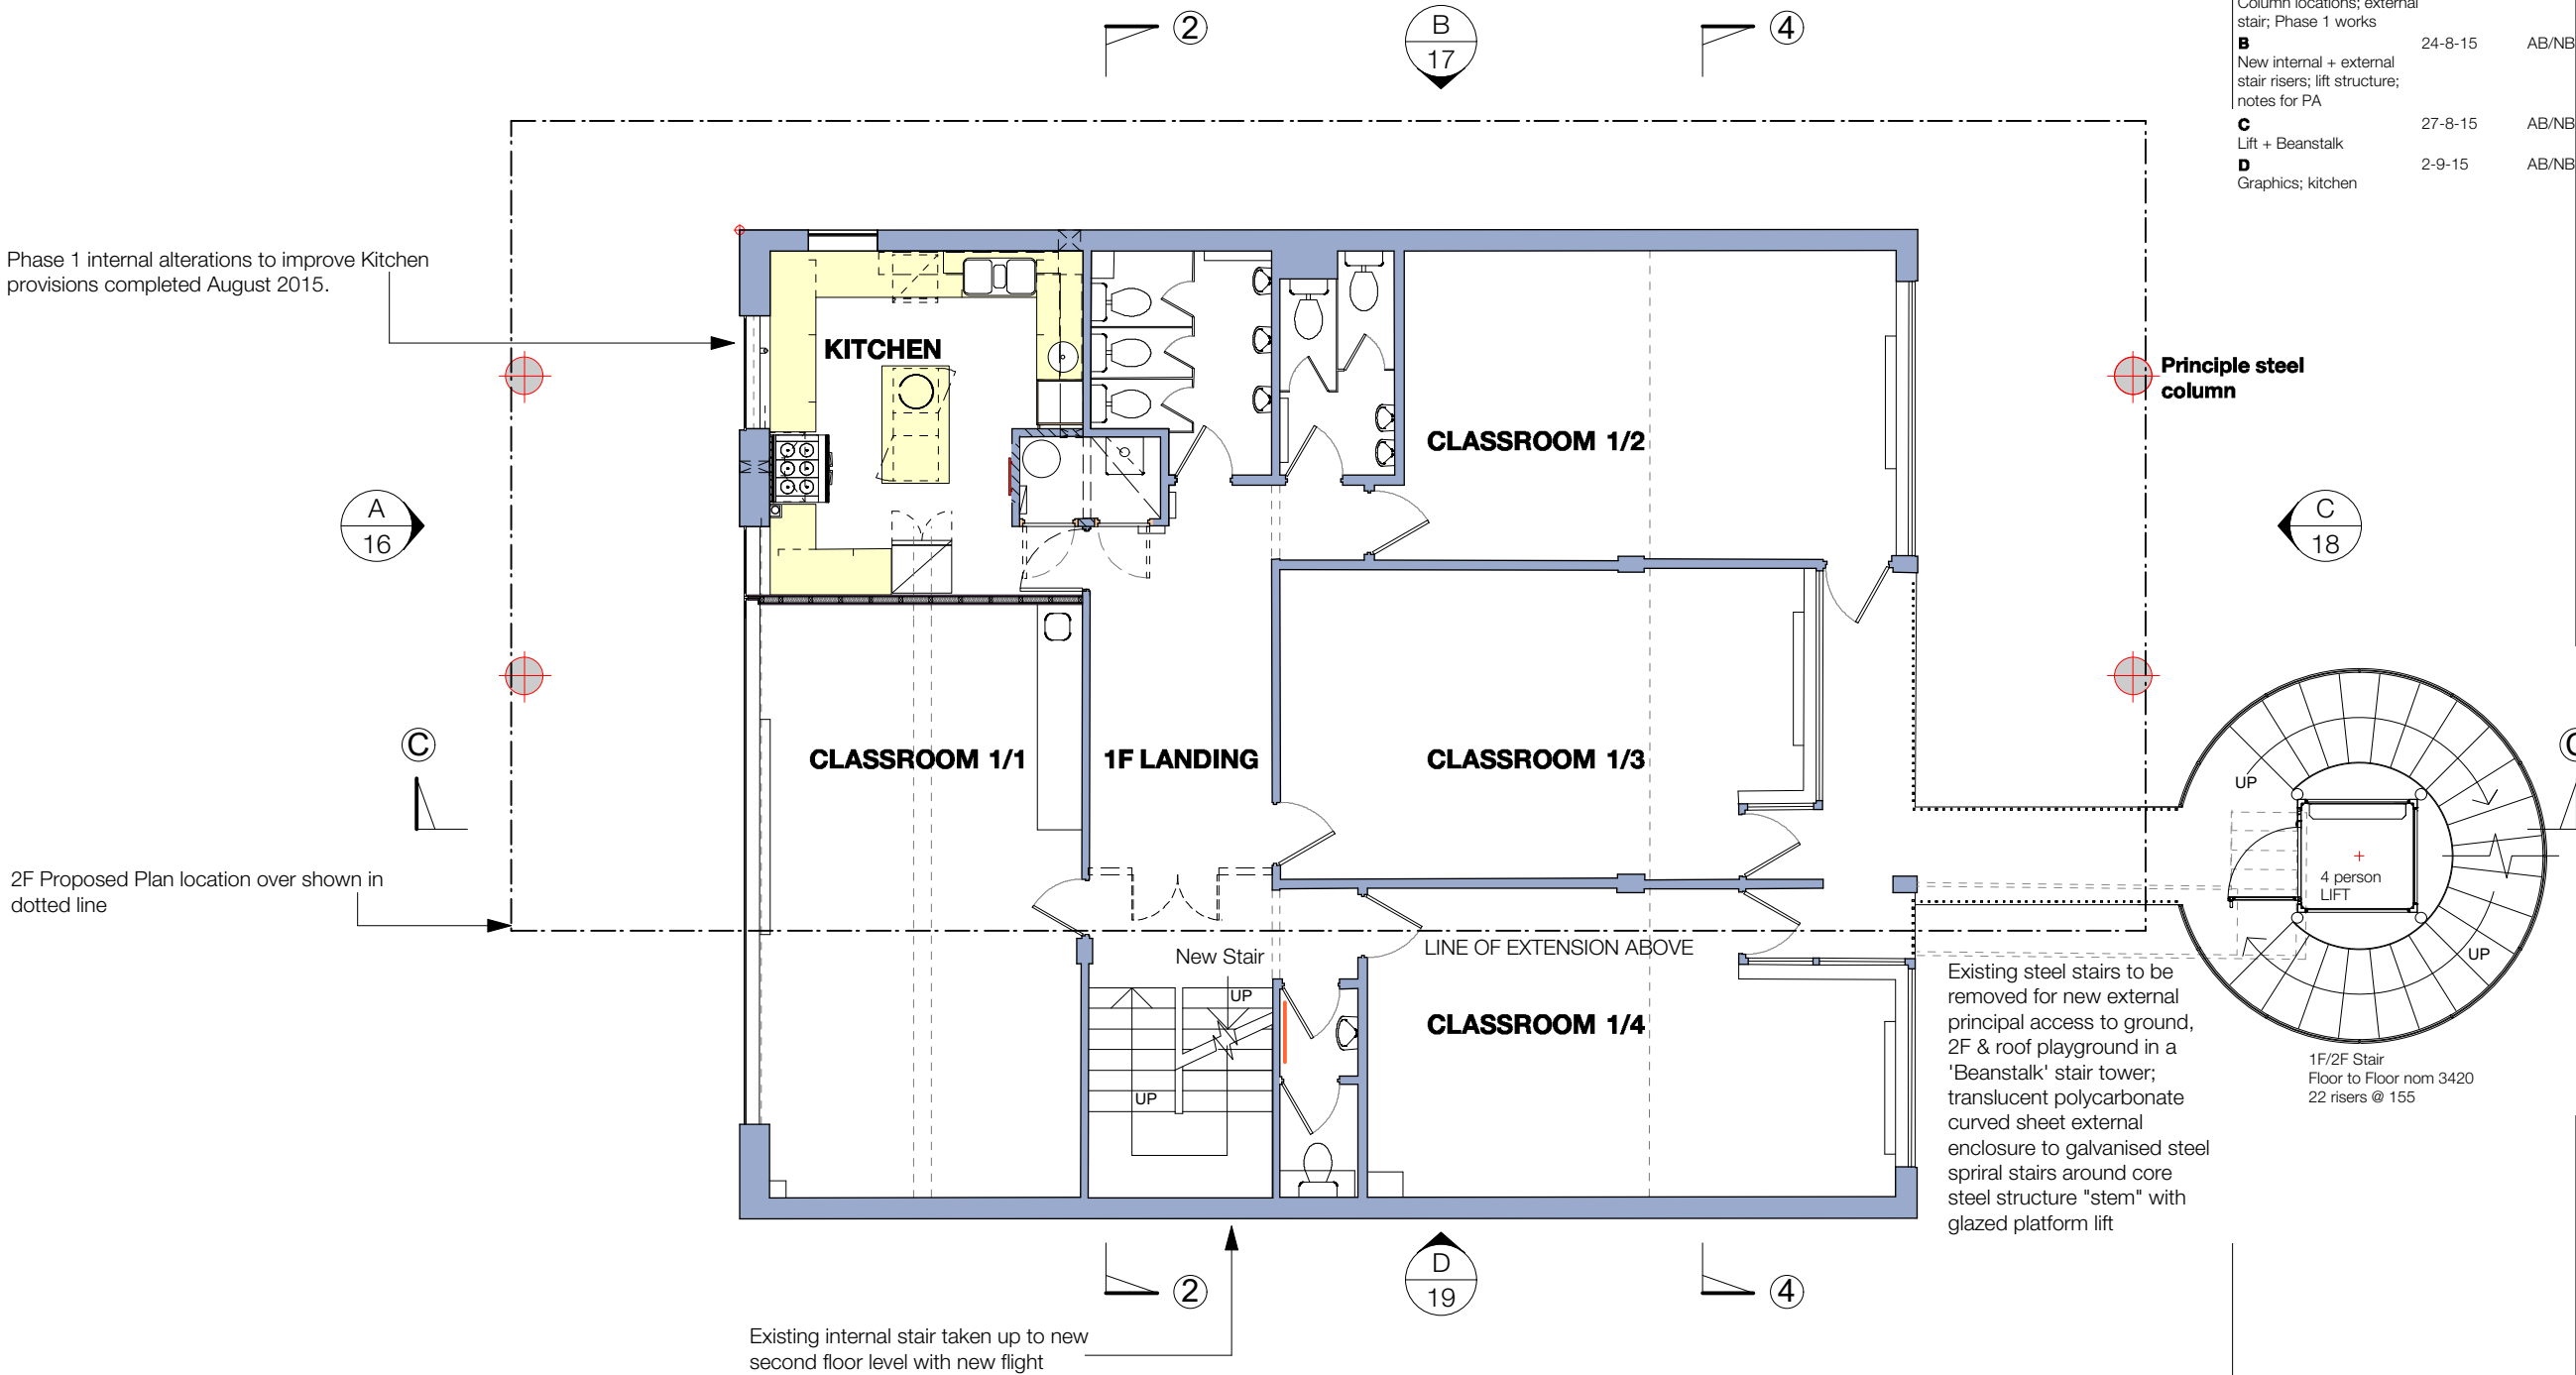 Column locations; external
stair; Phase 1 works
B 24-8-15 AB/NB
New internal + external
stair risers; lift structure;
notes for PA
C 27-8-15 AB/NB
Lift + Beanstalk
D 2-9-15 AB/NB
Graphics; kitchen
2
B
17
4
Phase 1 internal alterations to improve Kitchen
provisions completed August 2015.
KITCHEN
Principle steel
column
CLASSROOM 1/2
A
16
C
18
C
CLASSROOM 1/1
1F LANDING
CLASSROOM 1/3
UP
4 person
LIFT
UP
2F Proposed Plan location over shown in
dotted line
New Stair
LINE OF EXTENSION ABOVE
UP
UP
CLASSROOM 1/4
Existing steel stairs to be
removed for new external
principal access to ground,
2F & roof playground in a
'Beanstalk' stair tower;
translucent polycarbonate
curved sheet external
enclosure to galvanised steel
spriral stairs around core
steel structure "stem" with
glazed platform lift
1F/2F Stair
Floor to Floor nom 3420
22 risers @ 155
2
D
19
4
Existing internal stair taken up to new
second floor level with new flight